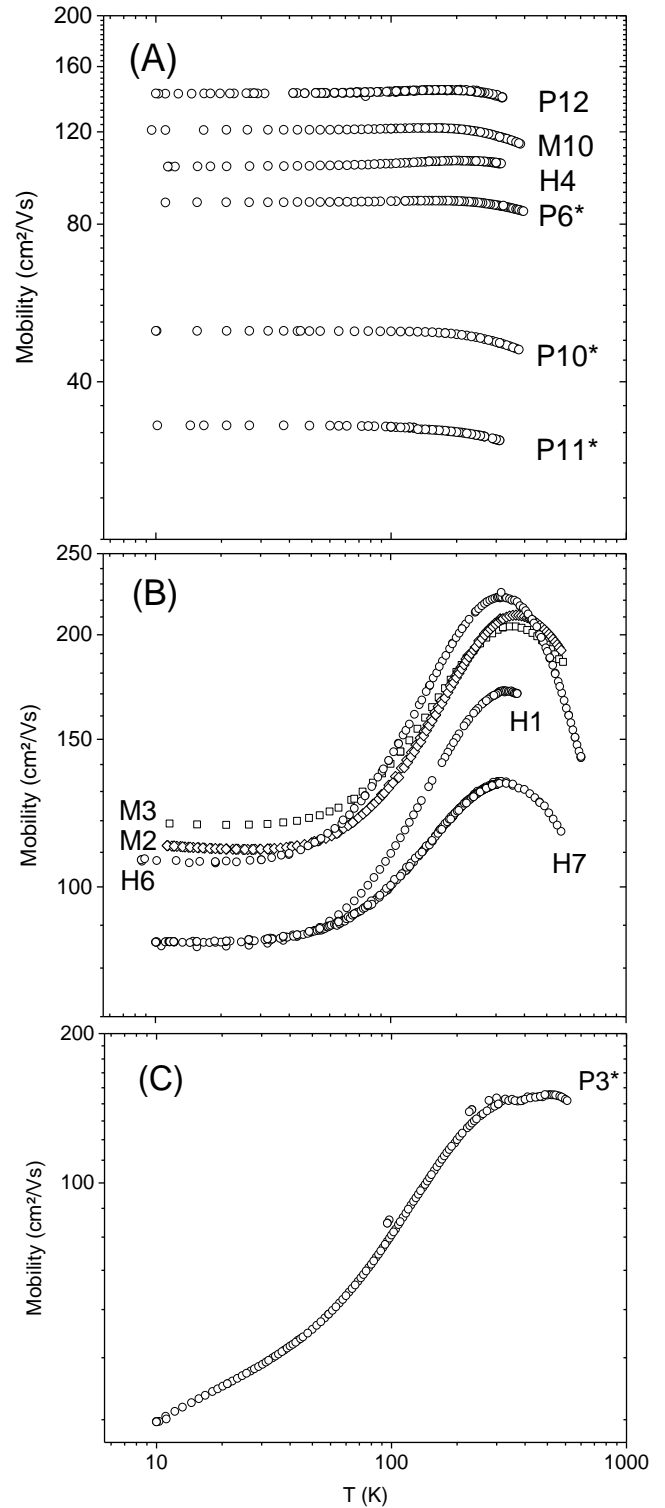 200
(A)
160
P12
120
M10
H4
P6*
80
Mobility (cm²/Vs)
P10*
40
P11*
250
(B)
200
H1
150
M3
M2
H7
H6
100
Mobility (cm²/Vs)
200
(C)
P3*
100
Mobility (cm²/Vs)
10 100 1000
T (K)